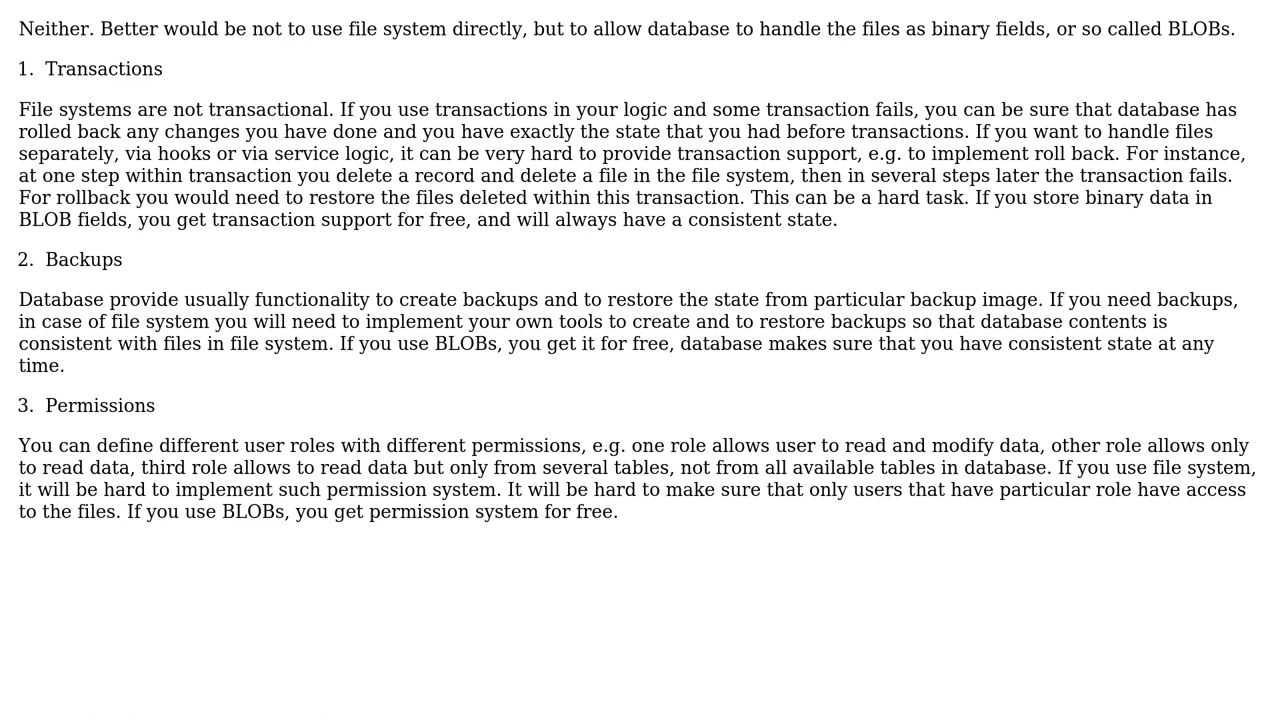 Neither. Better would be not to use file system directly, but to allow database to handle the files as binary fields, or so called BLOBs.
1. Transactions
File systems are not transactional. If you use transactions in your logic and some transaction fails, you can be sure that database has
rolled back any changes you have done and you have exactly the state that you had before transactions. If you want to handle files
separately, via hooks or via service logic, it can be very hard to provide transaction support, e.g. to implement roll back. For instance,
at one step within transaction you delete a record and delete a file in the file system, then in several steps later the transaction fails.
For rollback you would need to restore the files deleted within this transaction. This can be a hard task. If you store binary data in
BLOB fields, you get transaction support for free, and will always have a consistent state.
2. Backups
Database provide usually functionality to create backups and to restore the state from particular backup image. If you need backups,
in case of file system you will need to implement your own tools to create and to restore backups so that database contents is
consistent with files in file system. If you use BLOBs, you get it for free, database makes sure that you have consistent state at any
time.
3. Permissions
You can define different user roles with different permissions, e.g. one role allows user to read and modify data, other role allows only
to read data, third role allows to read data but only from several tables, not from all available tables in database. If you use file system,
it will be hard to implement such permission system. It will be hard to make sure that only users that have particular role have access
to the files. If you use BLOBs, you get permission system for free.